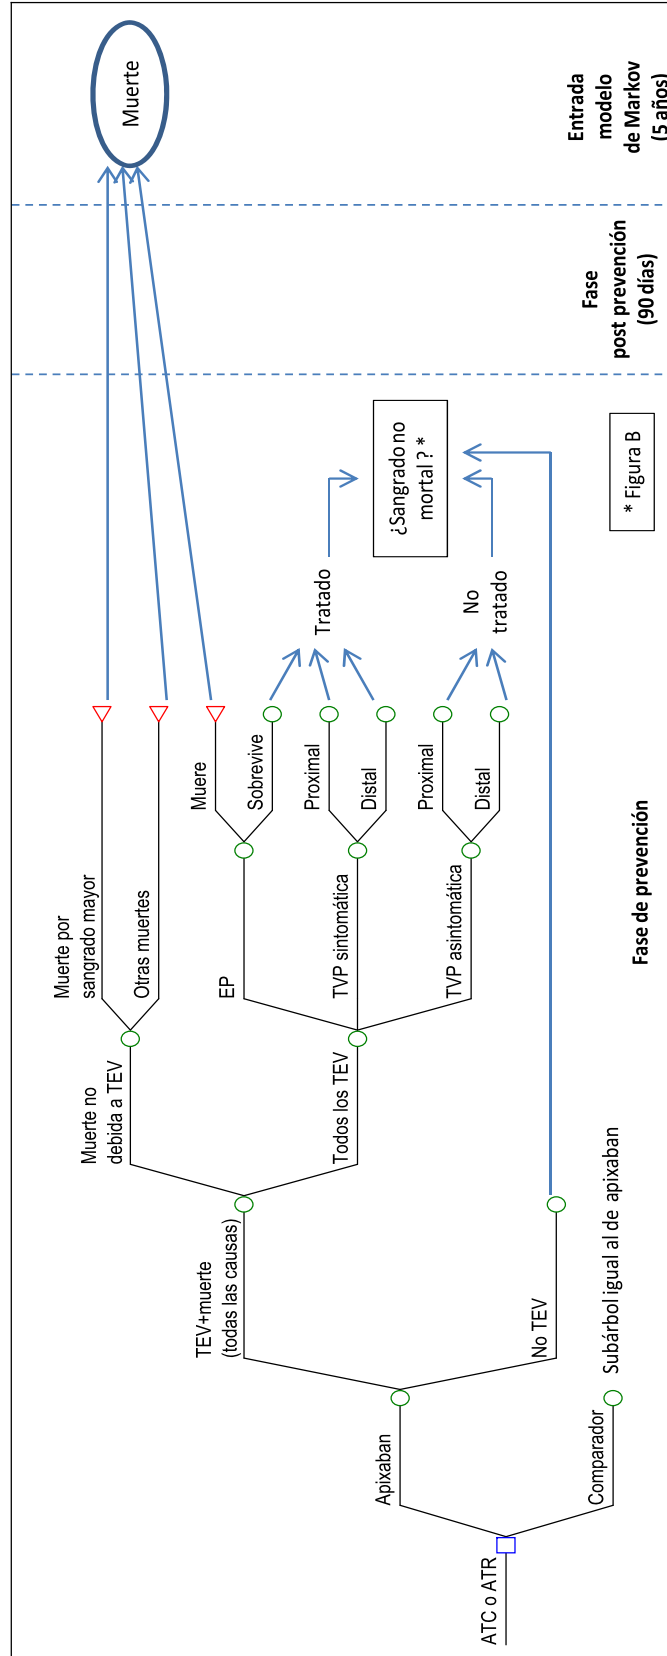 ATC o ATR
Apixaban
Comparador
Subárbol igual al de apixaban
TEV+muerte
(todas las causas)
No TEV
Muerte no
debida a TEV
Todos los TEV
Muerte por
sangrado mayor
Otras muertes
EP
TVP sintomática
TVP asintomática
Muere
Sobrevive
Proximal
Distal
Proximal
Distal
Tratado
No
tratado
¿Sangrado no
mortal ? *
* Figura B
Muerte
Fase de prevención
Fase
post prevención
(90 días)
Entrada
modelo
de Markov
(5 años)